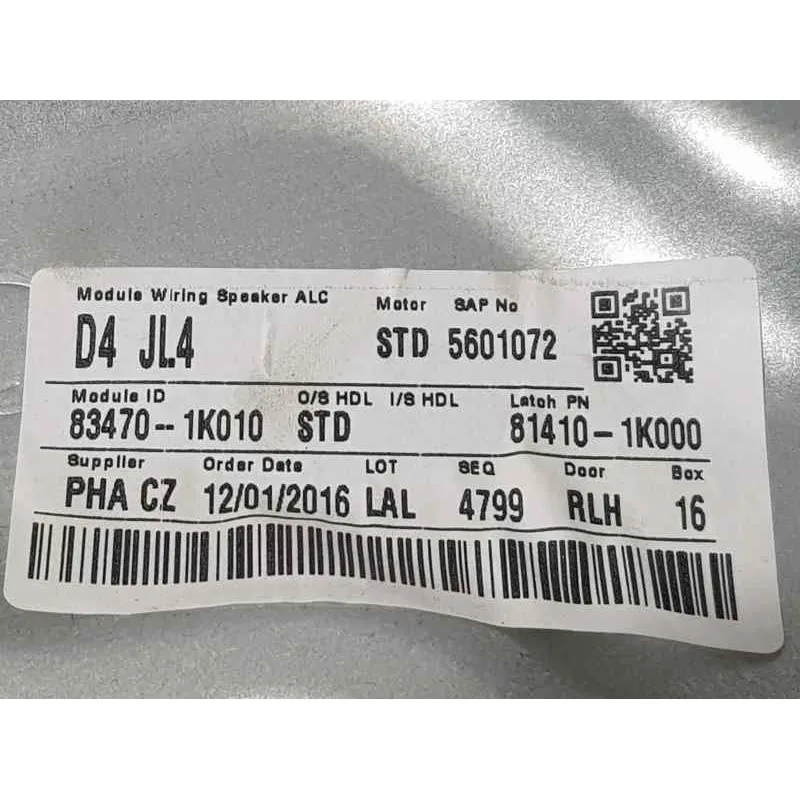 Module Wiring Speaker ALC Motor SAP No
D4 JL4 STD 5601072
Module ID O/S HDL I/S HDL Latch PN
83470-1K010 STD 81410-1K000
Supplier Order Date LOT SEQ Door Box
PHA CZ 12/01/2016 LAL 4799 RLH 16